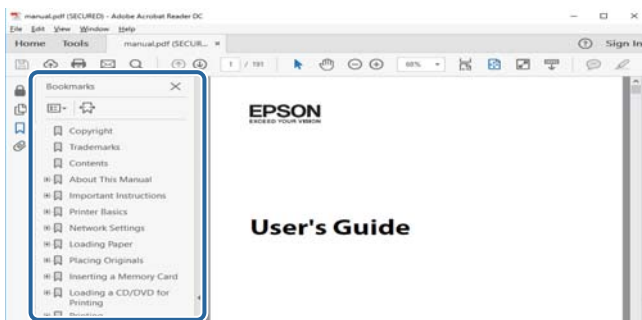 manual.pdf (SECURED) - Adobe Acrobat Reader DC
File Edit View Window Help
Home Tools manual.pdf (SECUR... × Sign In
1 / 191 66%
Bookmarks
EPSON
EXCEED YOUR VISION
Copyright
Trademarks
Contents
About This Manual
Important Instructions
Printer Basics
Network Settings
User's Guide
Loading Paper
Placing Originals
Inserting a Memory Card
Loading a CD/DVD for
Printing
Printing